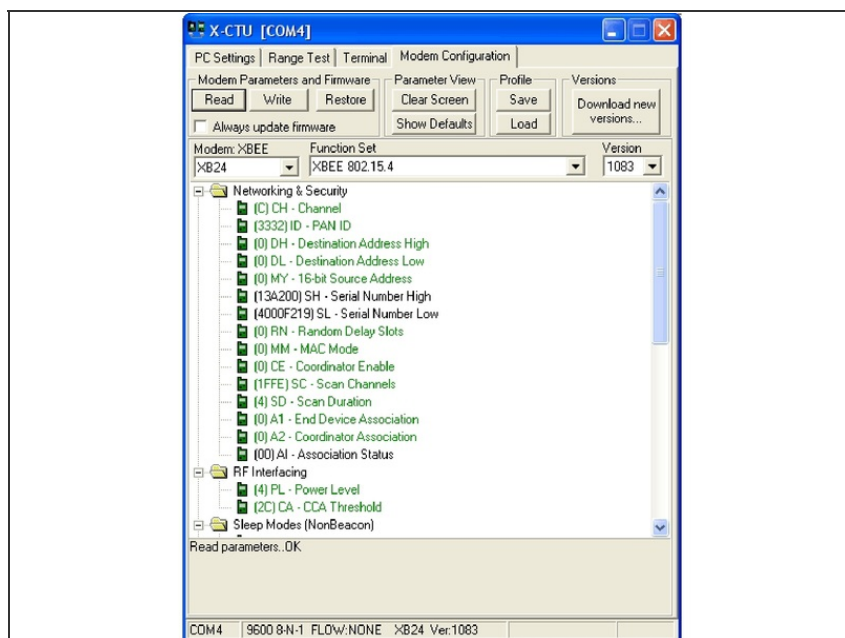 X-CTU [COM4]
PC Settings Range Test Terminal Modem Configuration
Modem Parameters and Firmware Parameter View Profile Versions
Read Write Restore Clear Screen Save Download new versions...
Always update firmware Show Defaults Load
Modem: XBEE Function Set Version
XB24 XBEE 802.15.4 1083
Networking & Security
(C) CH - Channel
(3332) ID - PAN ID
(0) DH - Destination Address High
(0) DL - Destination Address Low
(0) MY - 16-bit Source Address
(13A200) SH - Serial Number High
(4000F219) SL - Serial Number Low
(0) RN - Random Delay Slots
(0) MM - MAC Mode
(0) CE - Coordinator Enable
(1FFE) SC - Scan Channels
(4) SD - Scan Duration
(0) A1 - End Device Association
(0) A2 - Coordinator Association
(00) AI - Association Status
RF Interfacing
(4) PL - Power Level
(2C) CA - CCA Threshold
Sleep Modes (NonBeacon)
Read parameters..OK
COM4 9600 8-N-1 FLOW:NONE XB24 Ver:1083